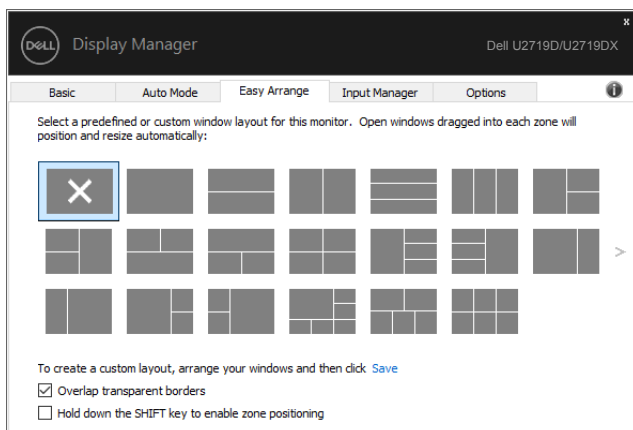 x
DELL Display Manager Dell U2719D/U2719DX
Basic Auto Mode Easy Arrange Input Manager Options i
Select a predefined or custom window layout for this monitor. Open windows dragged into each zone will
position and resize automatically:
>
To create a custom layout, arrange your windows and then click Save
Overlap transparent borders
Hold down the SHIFT key to enable zone positioning